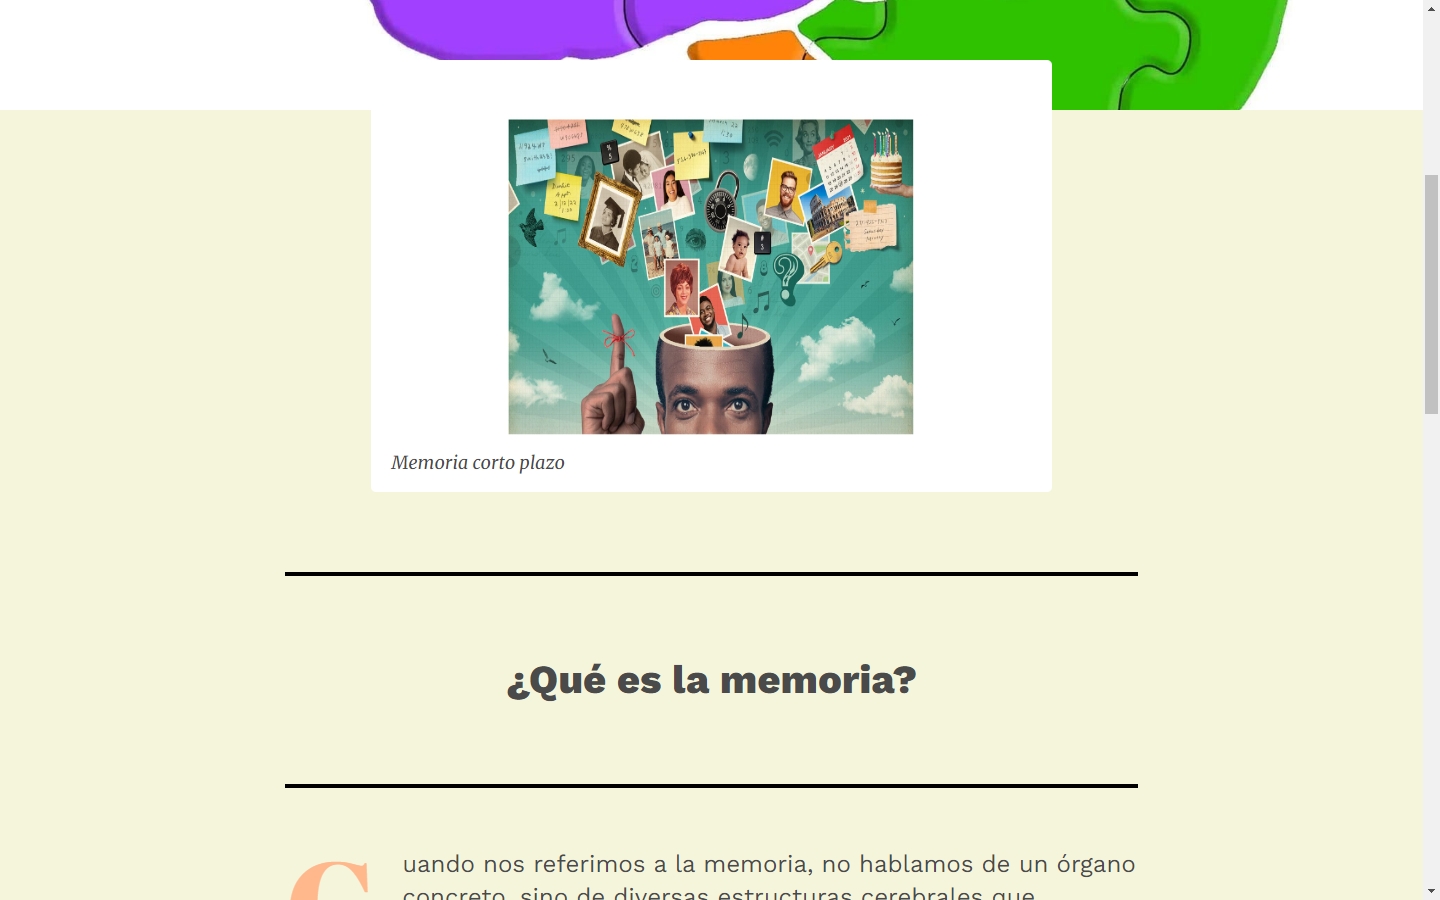 Memoria corto plazo
¿Qué es la memoria?
Cuando nos referimos a la memoria, no hablamos de un órgano
concreto, sino de diversas estructuras cerebrales que